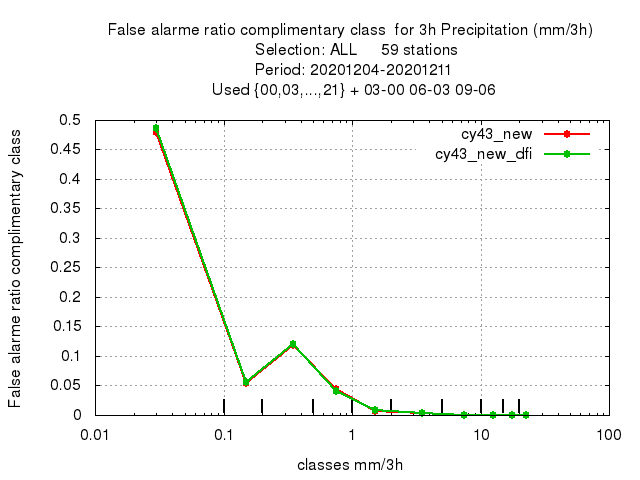 False alarme ratio complimentary class  for 3h Precipitation (mm/3h)
Selection: ALL     59 stations
Period: 20201204-20201211
Used {00,03,...,21} + 03-00 06-03 09-06
cy43_new
cy43_new_dfi
False alarme ratio complimentary class
0.5
0.45
0.4
0.35
0.3
0.25
0.2
0.15
0.1
0.05
0
0.01
0.1
1
10
100
classes mm/3h